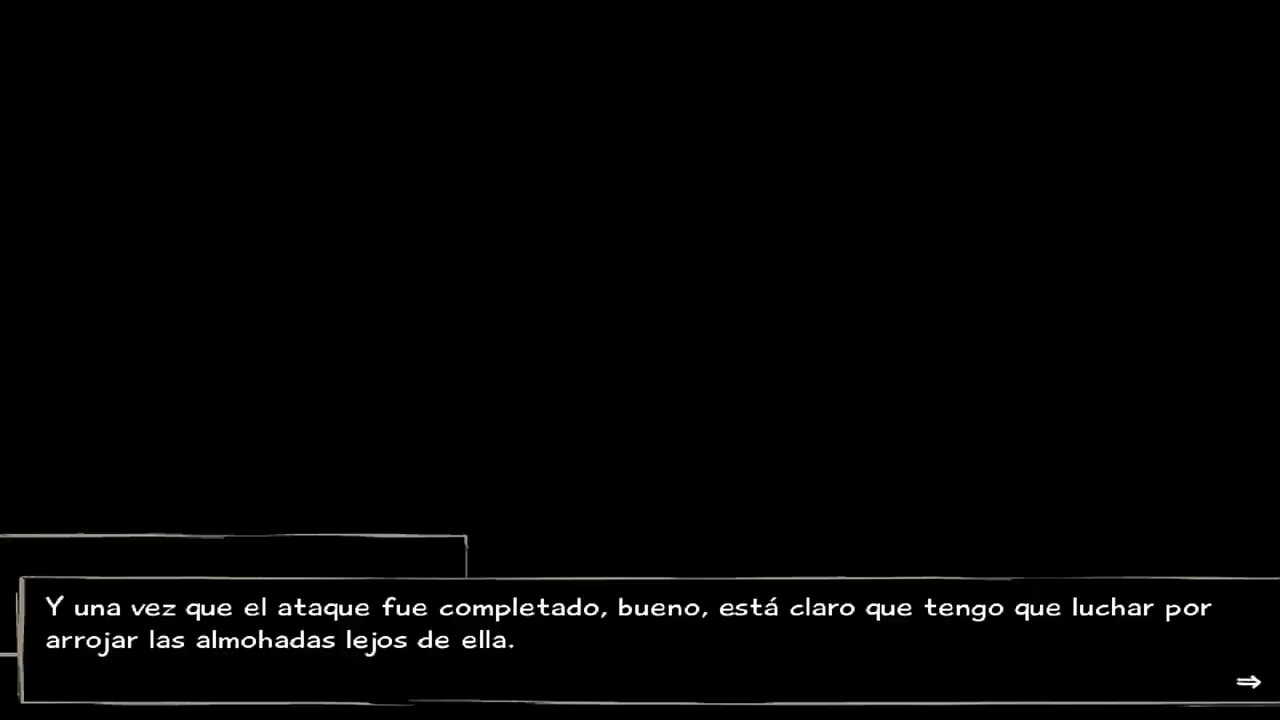 Y una vez que el ataque fue completado, bueno, está claro que tengo que luchar por
arrojar las almohadas lejos de ella.